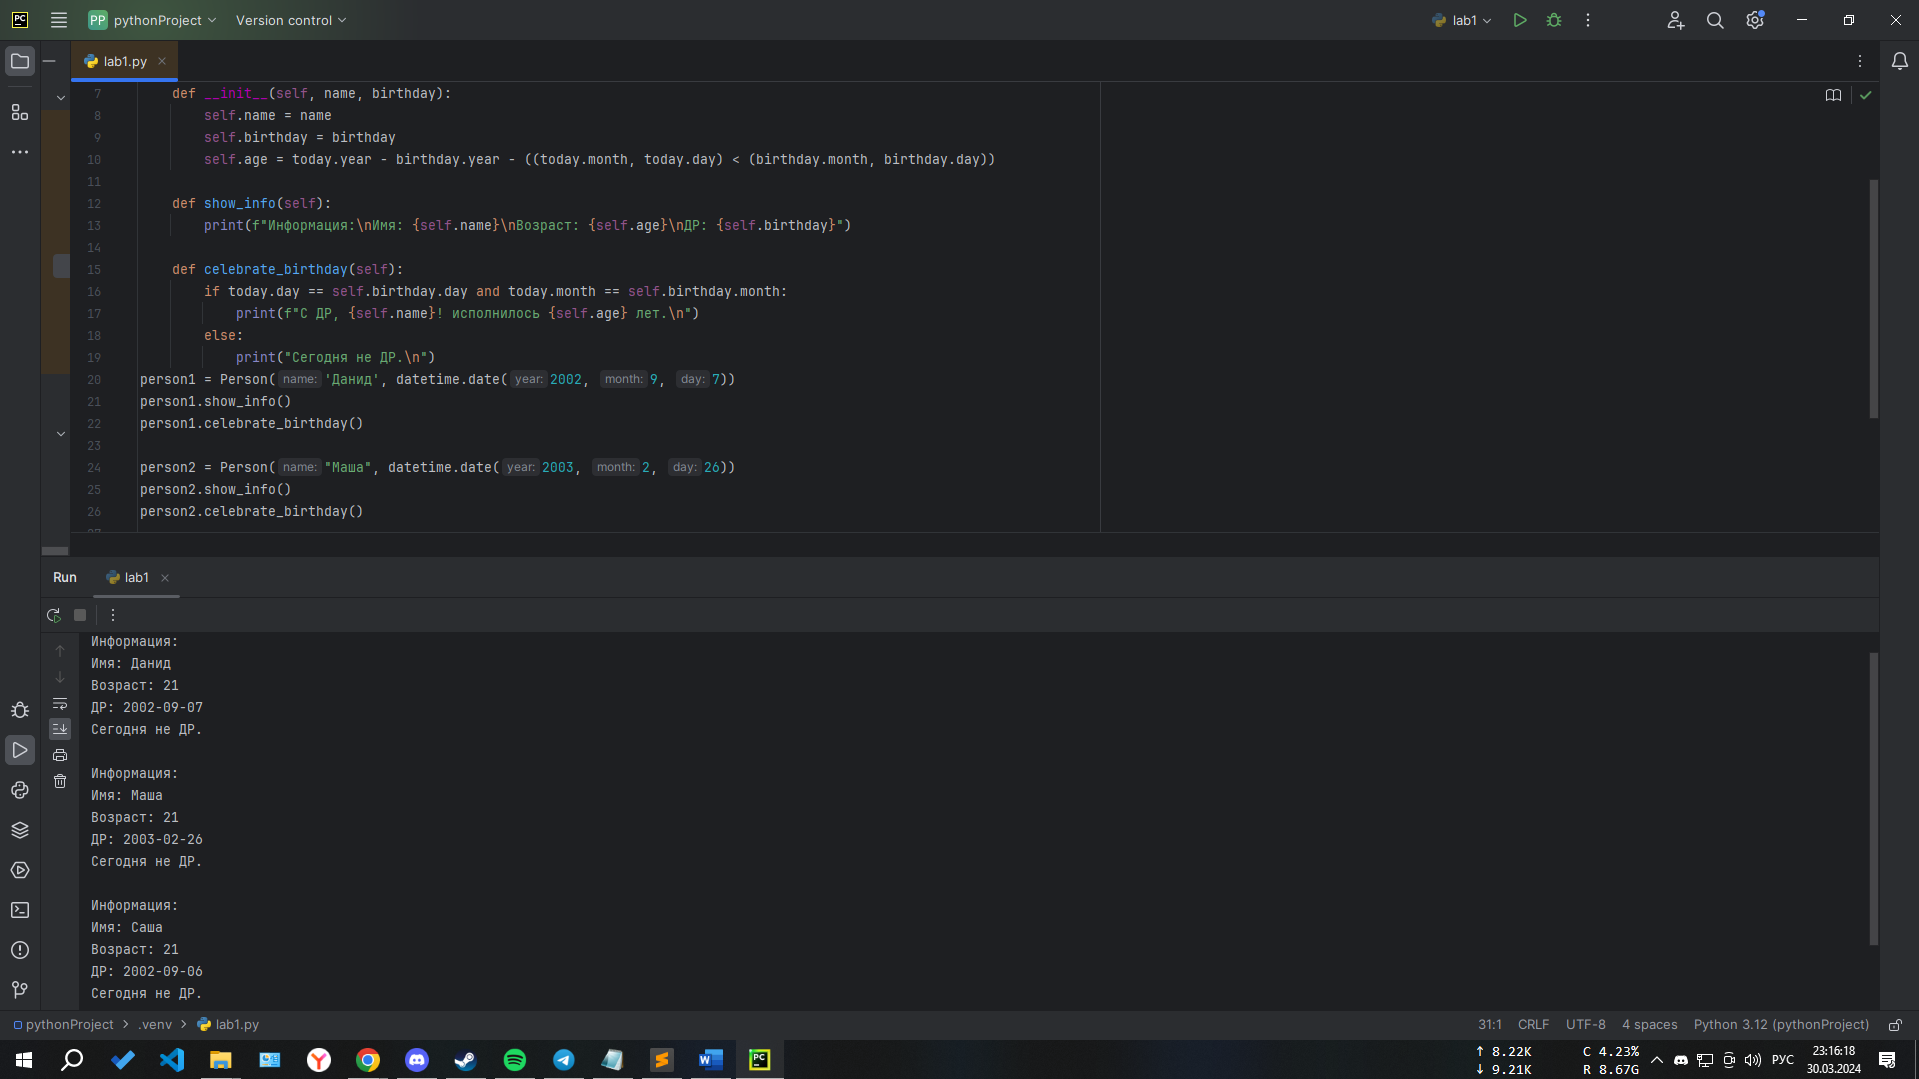 PC PP pythonProject Version control lab1
lab1.py
7 def __init__(self, name, birthday):
8 self.name = name
9 self.birthday = birthday
10 self.age = today.year - birthday.year - ((today.month, today.day) < (birthday.month, birthday.day))
11
12 def show_info(self):
13 print(f"Информация:\nИмя: {self.name}\nВозраст: {self.age}\nДР: {self.birthday}")
14
15 def celebrate_birthday(self):
16 if today.day == self.birthday.day and today.month == self.birthday.month:
17 print(f"С ДР, {self.name}! исполнилось {self.age} лет.\n")
18 else:
19 print("Сегодня не ДР.\n")
20 person1 = Person( name: 'Данид', datetime.date( year: 2002, month: 9, day: 7))
21 person1.show_info()
22 person1.celebrate_birthday()
23
24 person2 = Person( name: "Маша", datetime.date( year: 2003, month: 2, day: 26))
25 person2.show_info()
26 person2.celebrate_birthday()
27
Run lab1
Информация:
Имя: Данид
Возраст: 21
ДР: 2002-09-07
Сегодня не ДР.
Информация:
Имя: Маша
Возраст: 21
ДР: 2003-02-26
Сегодня не ДР.
Информация:
Имя: Саша
Возраст: 21
ДР: 2002-09-06
Сегодня не ДР.
pythonProject > .venv > lab1.py 31:1 CRLF UTF-8 4 spaces Python 3.12 (pythonProject)
↑ 8.22K C 4.23% РУС 23:16:18
↓ 9.21K R 8.67G 30.03.2024